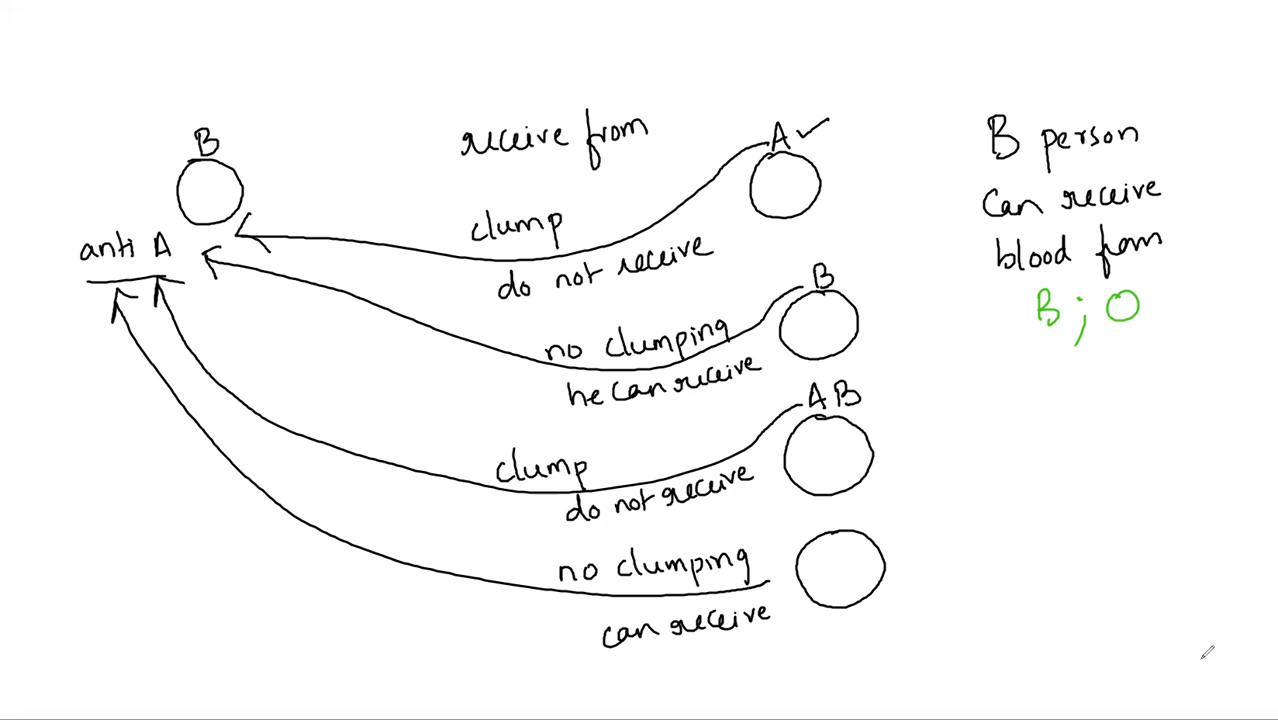 B
anti A
receive from
A ✓
clump
do not receive
B
no clumping
he can receive
AB
clump
do not receive
no clumping
can receive
B person
can receive
blood from
B ; O